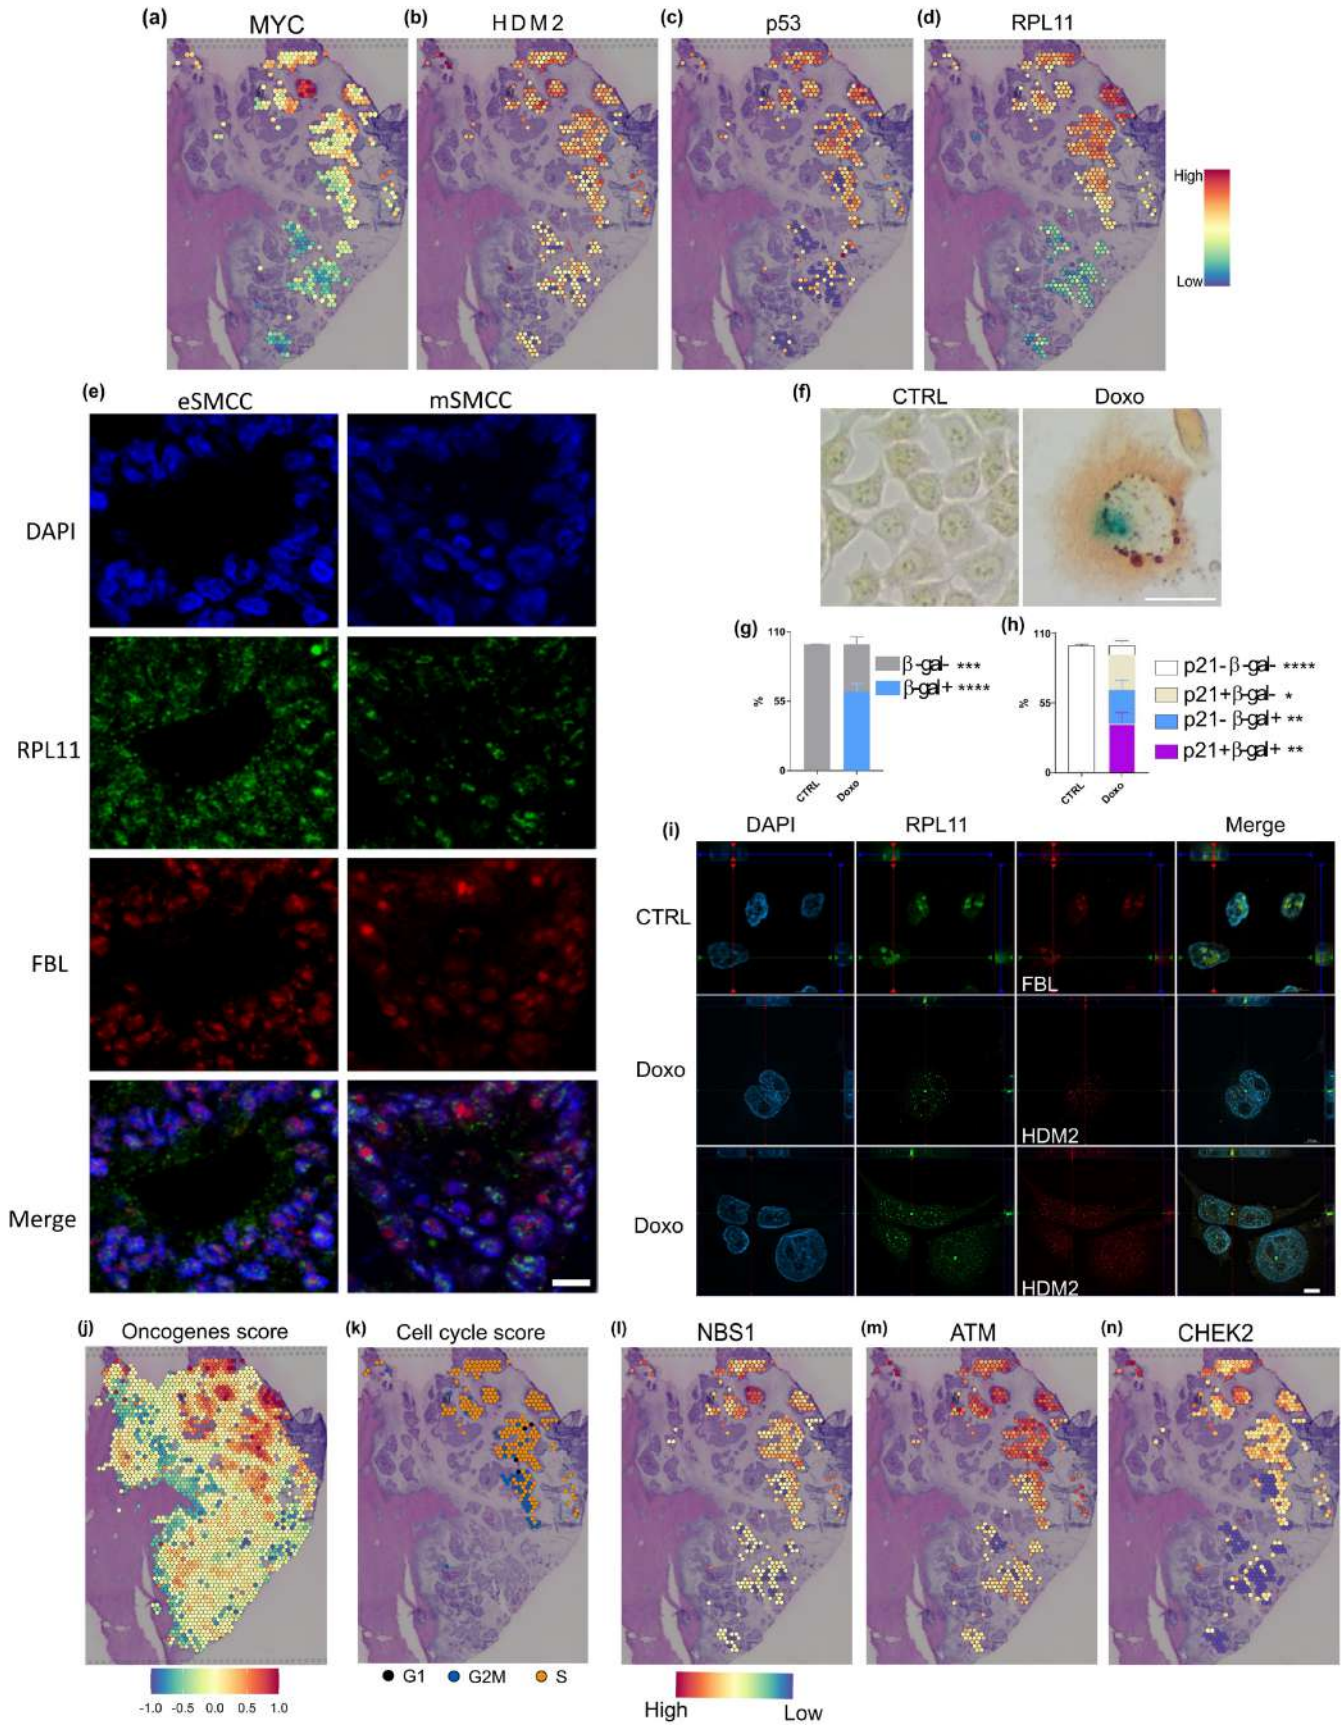 (a) MYC (b) HDM2 (c) p53 (d) RPL11
High
Low
(e) eSMCC mSMCC (f) CTRL Doxo
DAPI
RPL11
FBL
Merge
(g) (h)
110 110
55 55
0 0
% %
CTRL Doxo CTRL Doxo
β-gal- ***
β-gal+ ****
p21- β-gal- ****
p21+β-gal- *
p21- β-gal+ **
p21+β-gal+ **
(i) DAPI RPL11 Merge
CTRL
FBL
Doxo
HDM2
Doxo
HDM2
(j) Oncogenes score (k) Cell cycle score (l) NBS1 (m) ATM (n) CHEK2
-1.0 -0.5 0.0 0.5 1.0
G1 G2M S
High Low